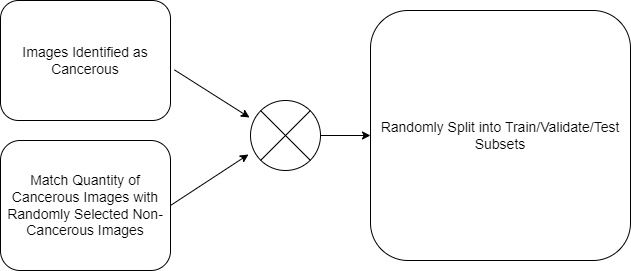 Images Identified as
Cancerous
Match Quantity of
Cancerous Images with
Randomly Selected Non-
Cancerous Images
Randomly Split into Train/Validate/Test
Subsets